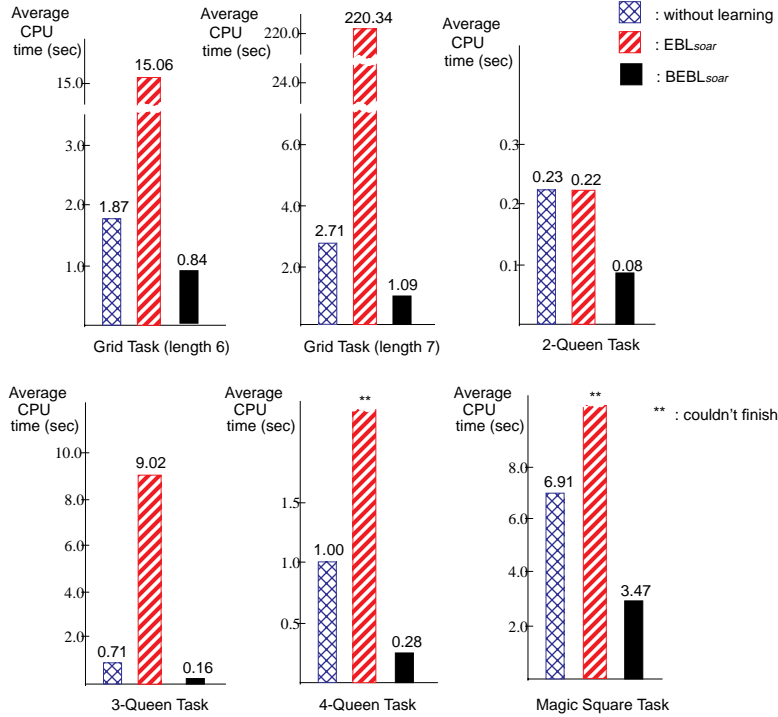 Average
CPU
time (sec)
15.06
15.0
3.0
2.0
1.0
1.87
0.84
Grid Task (length 6)
Average
CPU
time (sec)
220.34
220.0
24.0
6.0
4.0
2.0
2.71
1.09
Grid Task (length 7)
Average
CPU
time (sec)
0.3
0.2
0.1
0.23
0.22
0.08
2-Queen Task
: without learning
: EBLsoar
: BEBLsoar
Average
CPU
time (sec)
10.0
8.0
6.0
4.0
2.0
0.71
9.02
0.16
3-Queen Task
Average
CPU
time (sec)
**
1.5
1.0
0.5
1.00
0.28
4-Queen Task
Average
CPU
time (sec)
**
8.0
6.0
4.0
2.0
6.91
3.47
Magic Square Task
** : couldn't finish